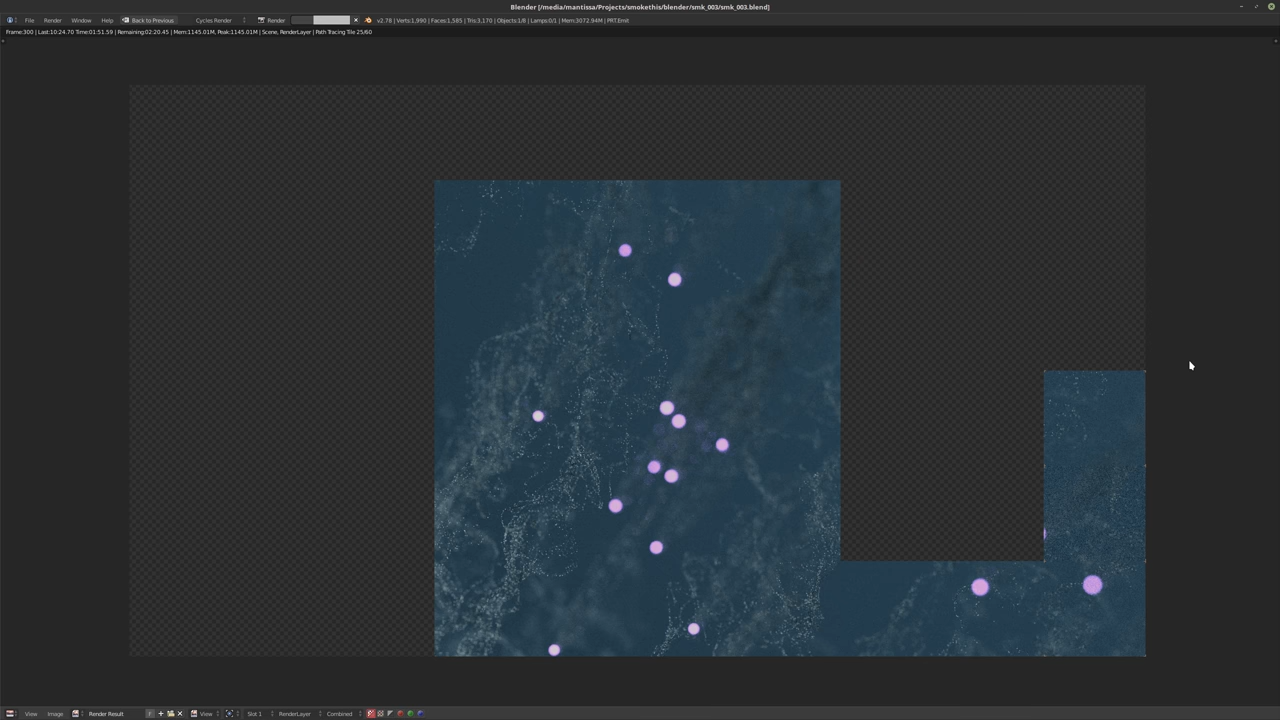 Blender [/media/mantissa/Projects/smokethis/blender/smk_003/smk_003.blend]
File Render Window Help Back to Previous Cycles Render Render v2.78 | Verts:1,990 | Faces:1,585 | Tris:3,170 | Objects:1/8 | Lamps:0/1 | Mem:3072.94M | PRT.Emit
Frame:300 | Last:10:24.70 Time:01:51.59 | Remaining:02:20.45 | Mem:1145.01M, Peak:1145.01M | Scene, RenderLayer | Path Tracing Tile 25/60
View Image Render Result F View Slot 1 RenderLayer Combined